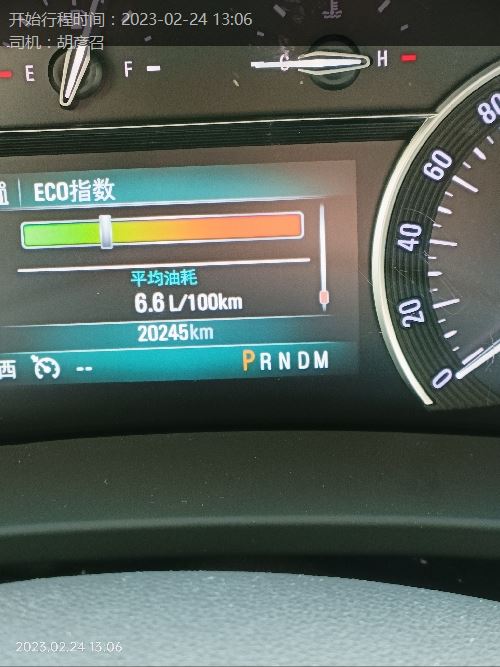 开始行程时间：2023-02-24 13:06
司机：胡彦召
E F C H
ECO指数
平均油耗
6.6 L/100km
20245km
西 -- PRNDM
80
60
40
20
0
2023.02.24 13:06